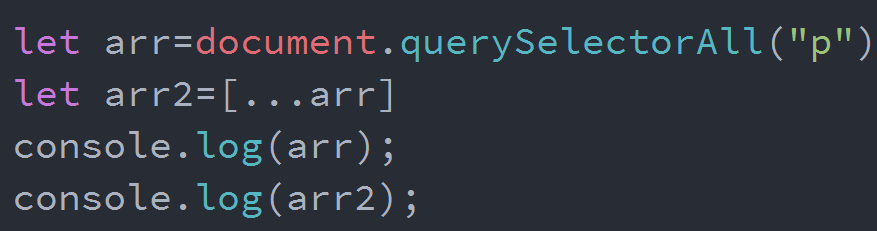 let arr=document.querySelectorAll("p")
let arr2=[...arr]
console.log(arr);
console.log(arr2);